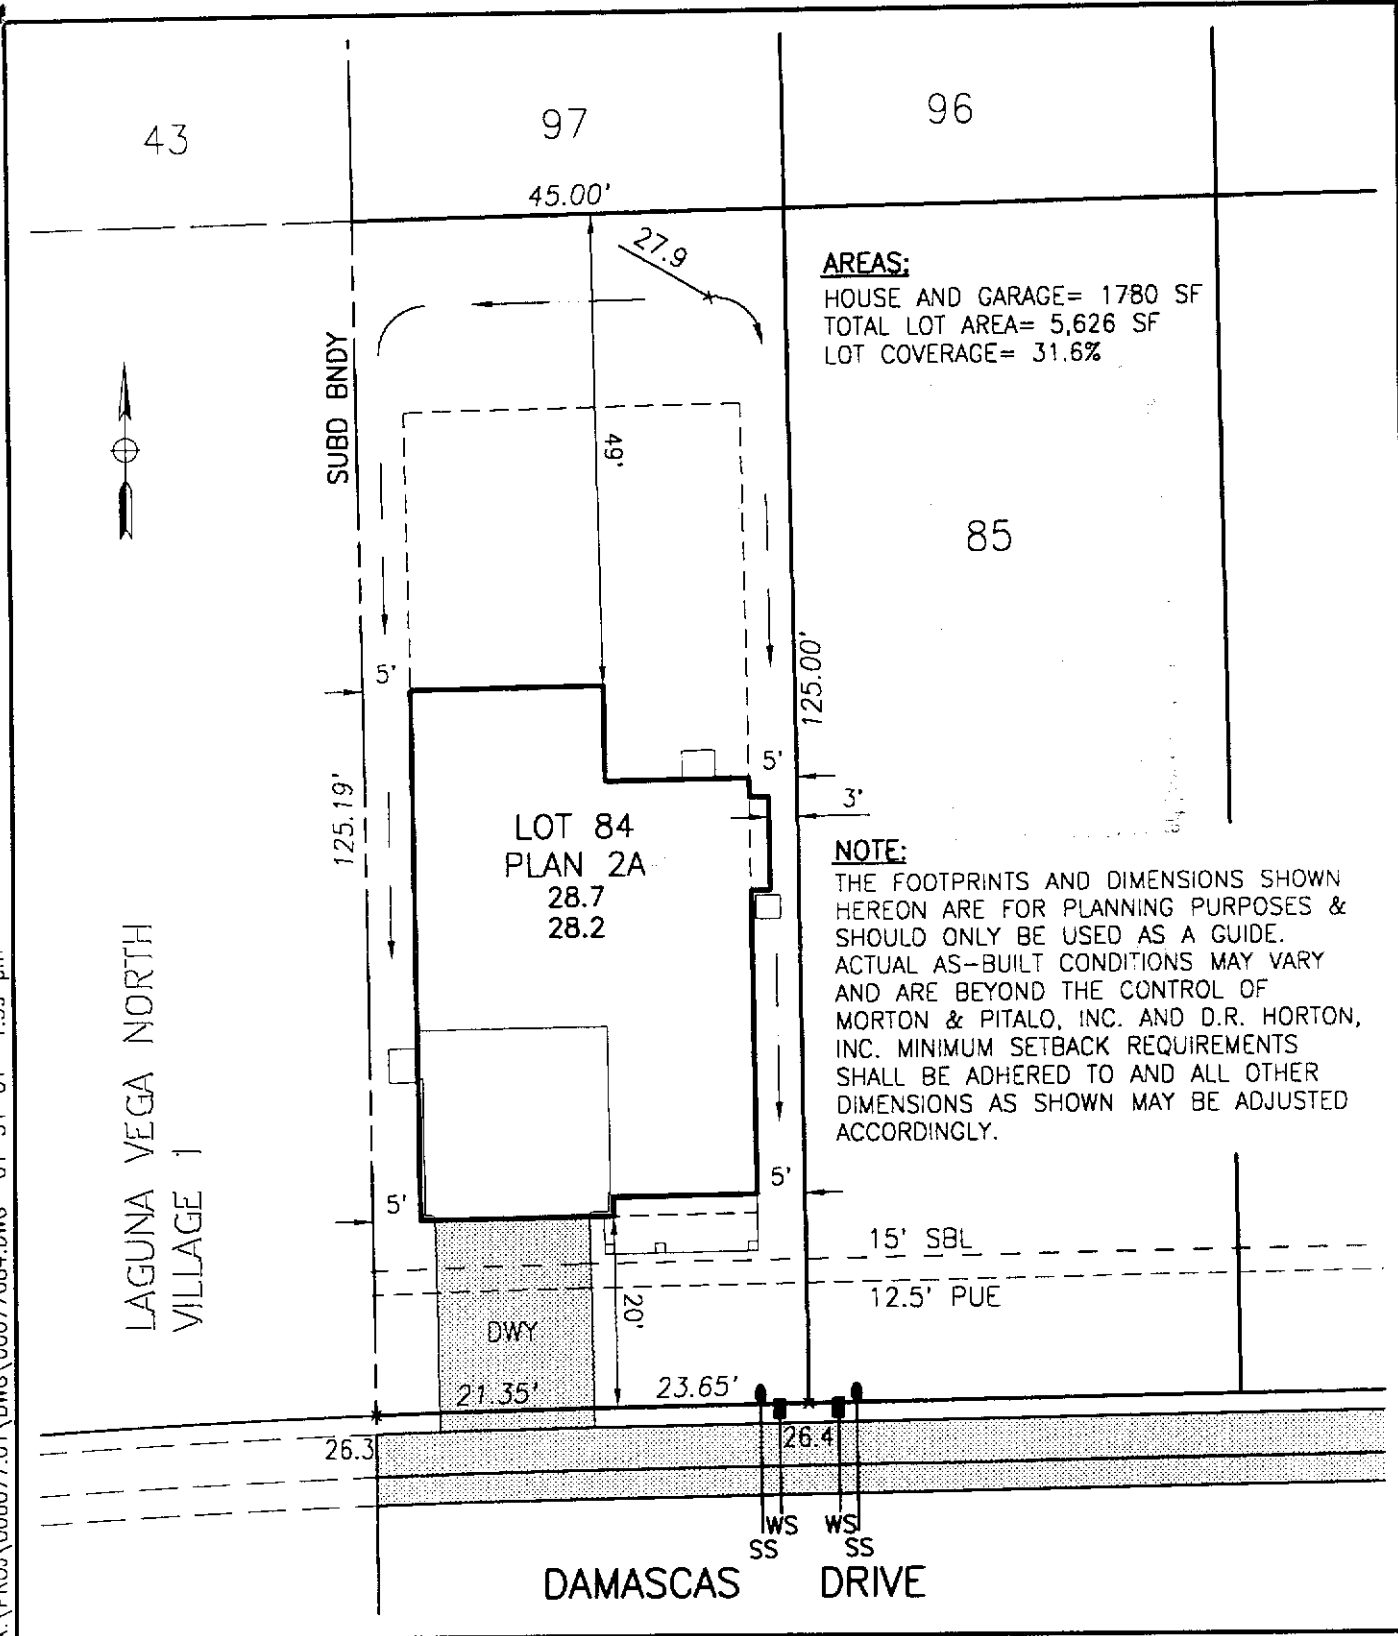 43
97
96
45.00'
27.9
AREAS:
HOUSE AND GARAGE= 1780 SF
TOTAL LOT AREA= 5,626 SF
LOT COVERAGE= 31.6%
SUBD BNDY
49'
85
5'
125.00'
5'
3'
125.19'
LOT 84
PLAN 2A
28.7
28.2
NOTE:
THE FOOTPRINTS AND DIMENSIONS SHOWN
HEREON ARE FOR PLANNING PURPOSES &
SHOULD ONLY BE USED AS A GUIDE.
ACTUAL AS-BUILT CONDITIONS MAY VARY
AND ARE BEYOND THE CONTROL OF
MORTON & PITALO, INC. AND D.R. HORTON,
INC. MINIMUM SETBACK REQUIREMENTS
SHALL BE ADHERED TO AND ALL OTHER
DIMENSIONS AS SHOWN MAY BE ADJUSTED
ACCORDINGLY.
LAGUNA VEGA NORTH
VILLAGE 1
5'
5'
15' SBL
12.5' PUE
20'
DWY
21.35'
23.65'
26.3
26.4
WS
WS
SS
SS
DAMASCAS DRIVE